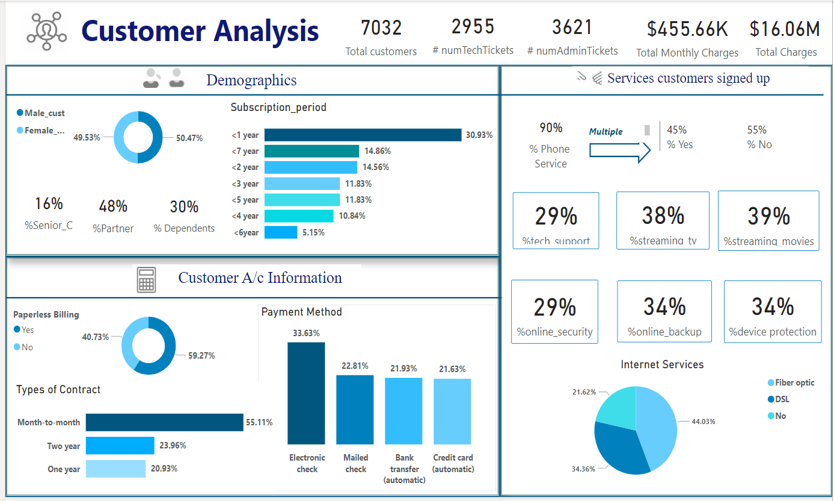 Customer Analysis
7032
Total customers
2955
# numTechTickets
3621
# numAdminTickets
$455.66K
Total Monthly Charges
$16.06M
Total Charges
Demographics
Male_cust
Female_...
49.53%
50.47%
16%
%Senior_C
48%
%Partner
30%
% Dependents
Subscription_period
<1 year 30.93%
<7 year 14.86%
<2 year 14.56%
<3 year 11.83%
<5 year 11.83%
<4 year 10.84%
<6year 5.15%
Services customers signed up
90%
% Phone
Service
Multiple
45%
% Yes
55%
% No
29%
%tech_support
38%
%streaming_tv
39%
%streaming_movies
29%
%online_security
34%
%online_backup
34%
%device protection
Internet Services
21.62%
44.03%
34.36%
Fiber optic
DSL
No
Customer A/c Information
Paperless Billing
Yes
No
40.73%
59.27%
Types of Contract
Month-to-month 55.11%
Two year 23.96%
One year 20.93%
Payment Method
33.63%
22.81%
21.93%
21.63%
Electronic
check
Mailed
check
Bank
transfer
(automatic)
Credit card
(automatic)